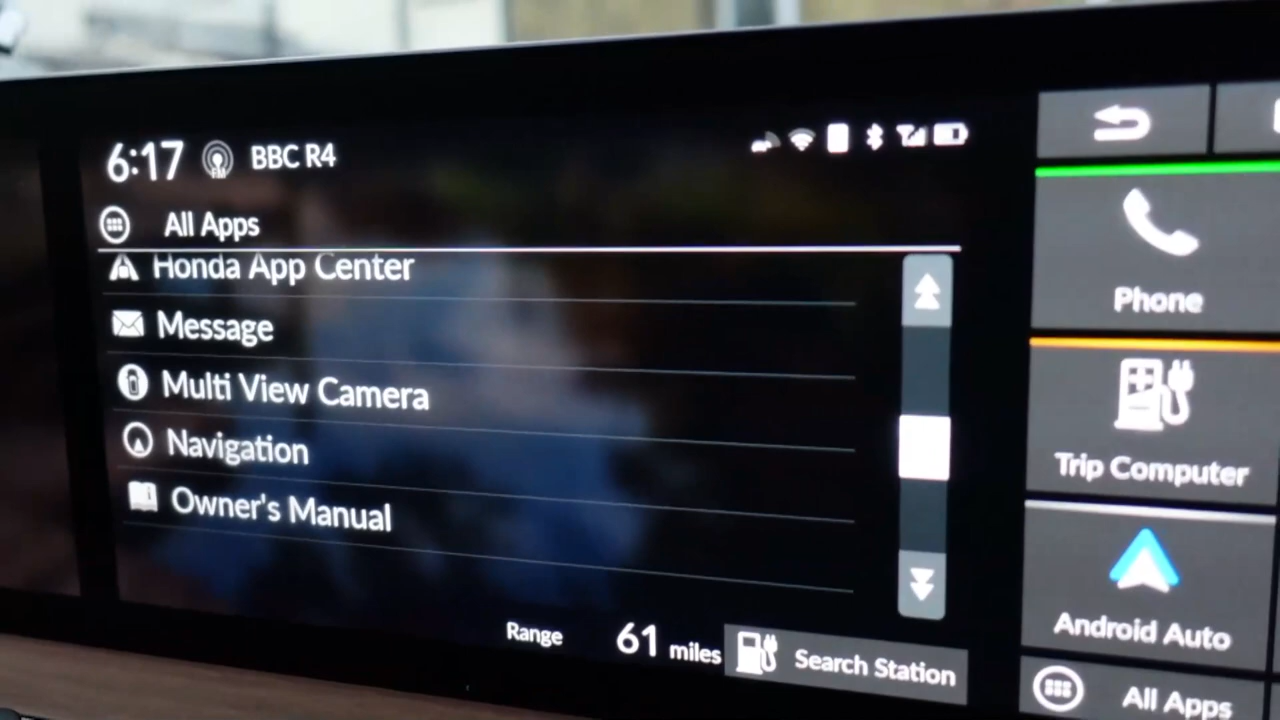 6:17 FM BBC R4
All Apps
Honda App Center
Message
Multi View Camera
Navigation
Owner's Manual
Range 61 miles Search Station
Phone
Trip Computer
Android Auto
All Apps